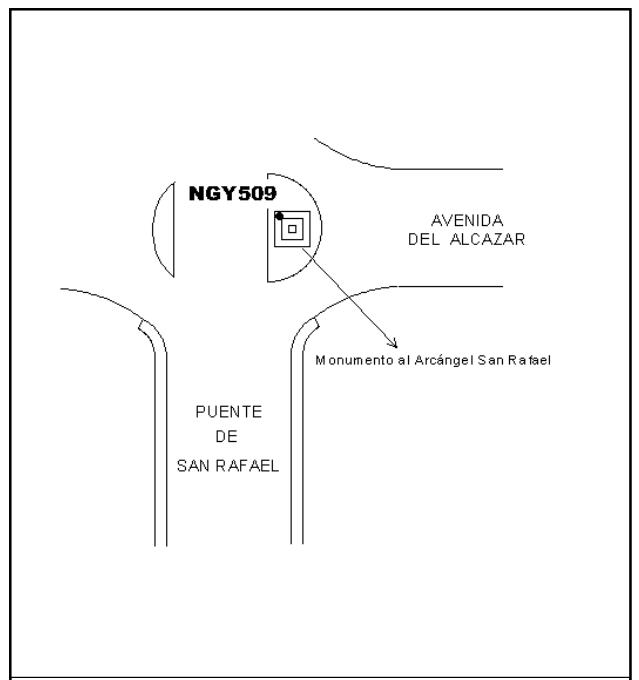 NGY509
AVENIDA
DEL ALCAZAR
Monumento al Arcángel San Rafael
PUENTE
DE
SAN RAFAEL